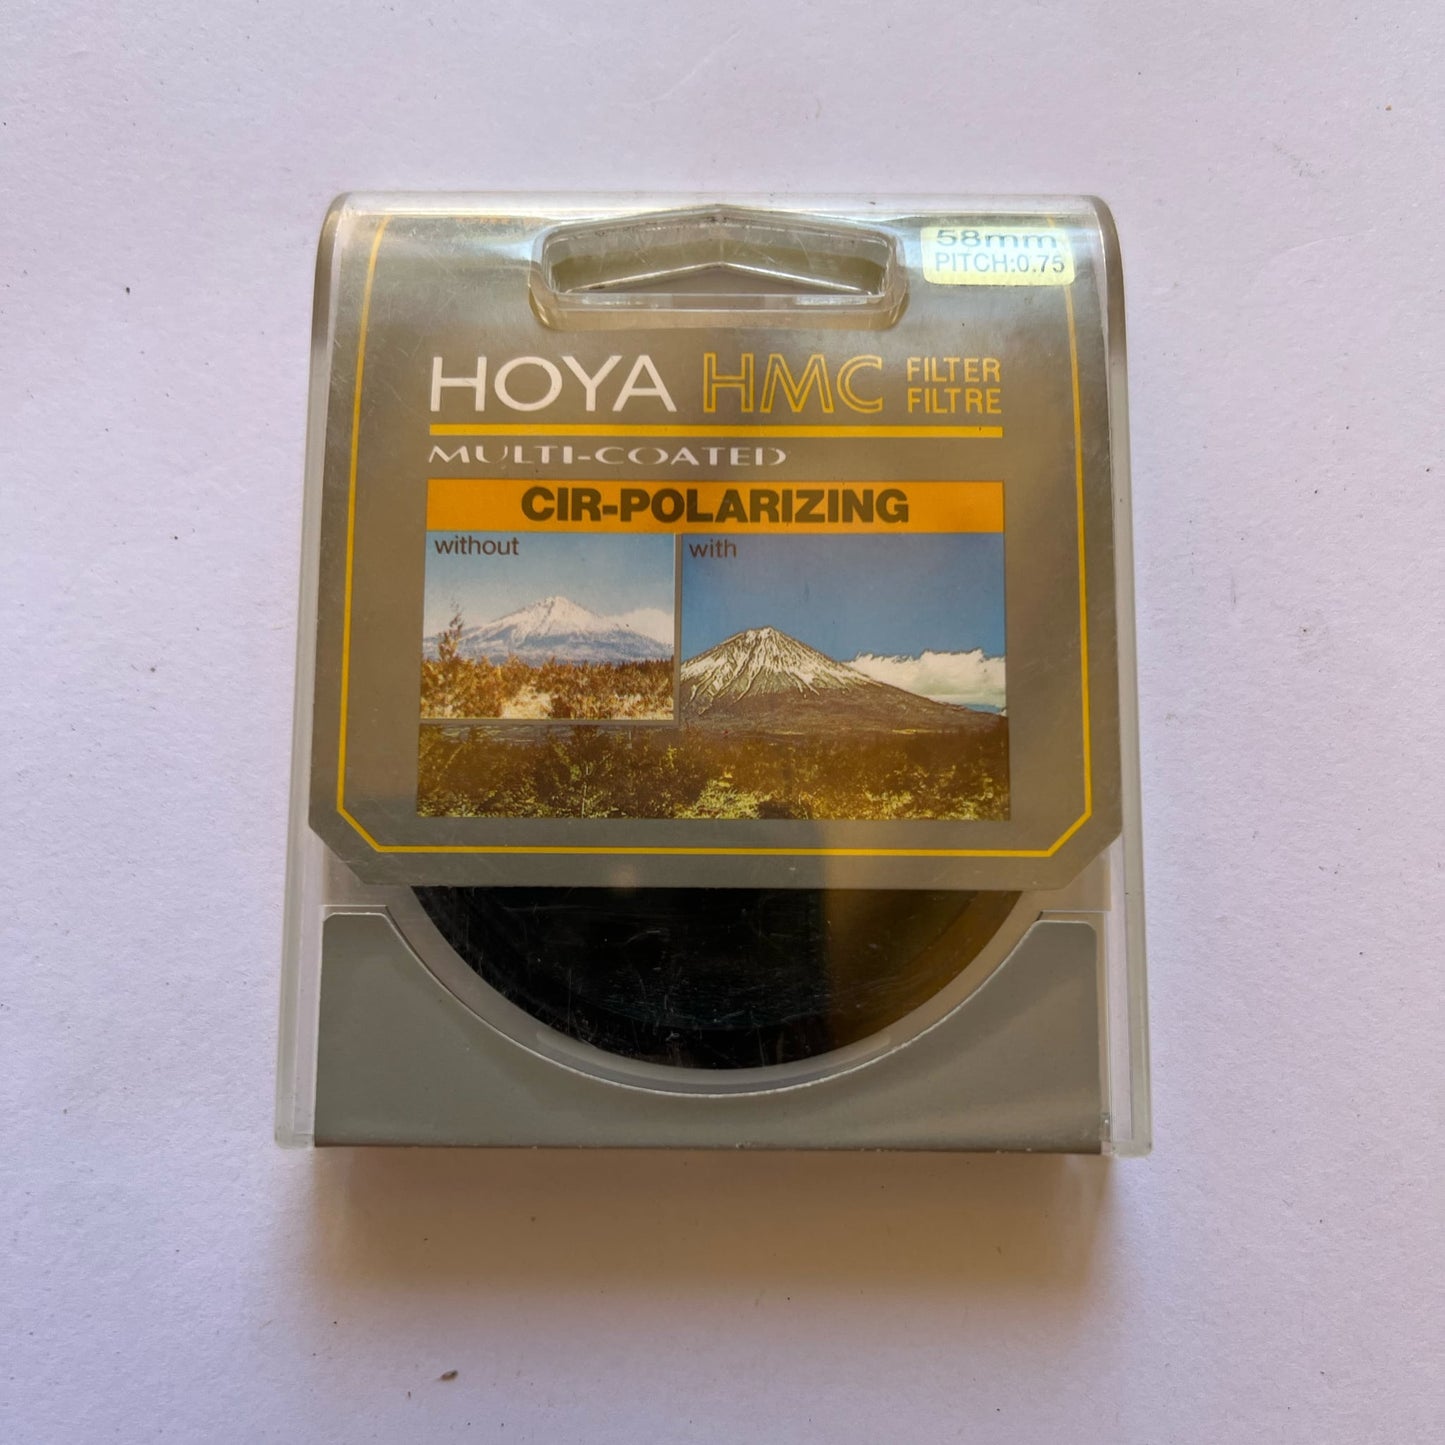 58mm
PITCH:0.75
HOYA HMC FILTER
FILTRE
MULTI-COATED
CIR-POLARIZING
without
with